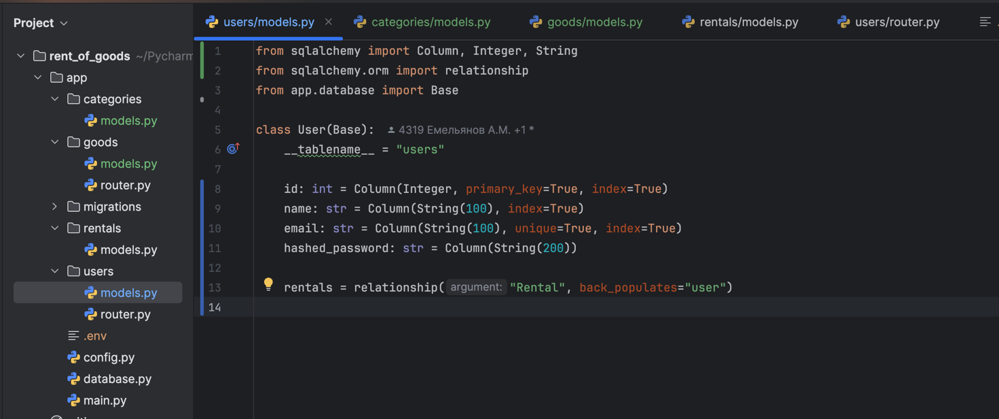 Project
users/models.py
categories/models.py
goods/models.py
rentals/models.py
users/router.py
rent_of_goods ~/Pycharm
app
categories
models.py
goods
models.py
router.py
migrations
rentals
models.py
users
models.py
router.py
.env
config.py
database.py
main.py
1 from sqlalchemy import Column, Integer, String
2 from sqlalchemy.orm import relationship
3 from app.database import Base
4
5 class User(Base): 4319 Емельянов А.М. +1 *
6 __tablename__ = "users"
7
8 id: int = Column(Integer, primary_key=True, index=True)
9 name: str = Column(String(100), index=True)
10 email: str = Column(String(100), unique=True, index=True)
11 hashed_password: str = Column(String(200))
12
13 rentals = relationship( argument: "Rental", back_populates="user")
14